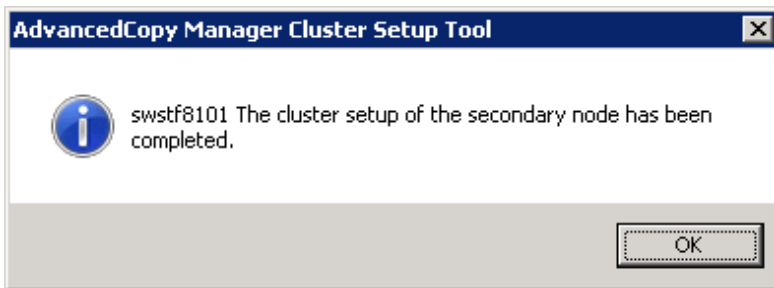 AdvancedCopy Manager Cluster Setup Tool
swstf8101 The cluster setup of the secondary node has been
completed.
OK